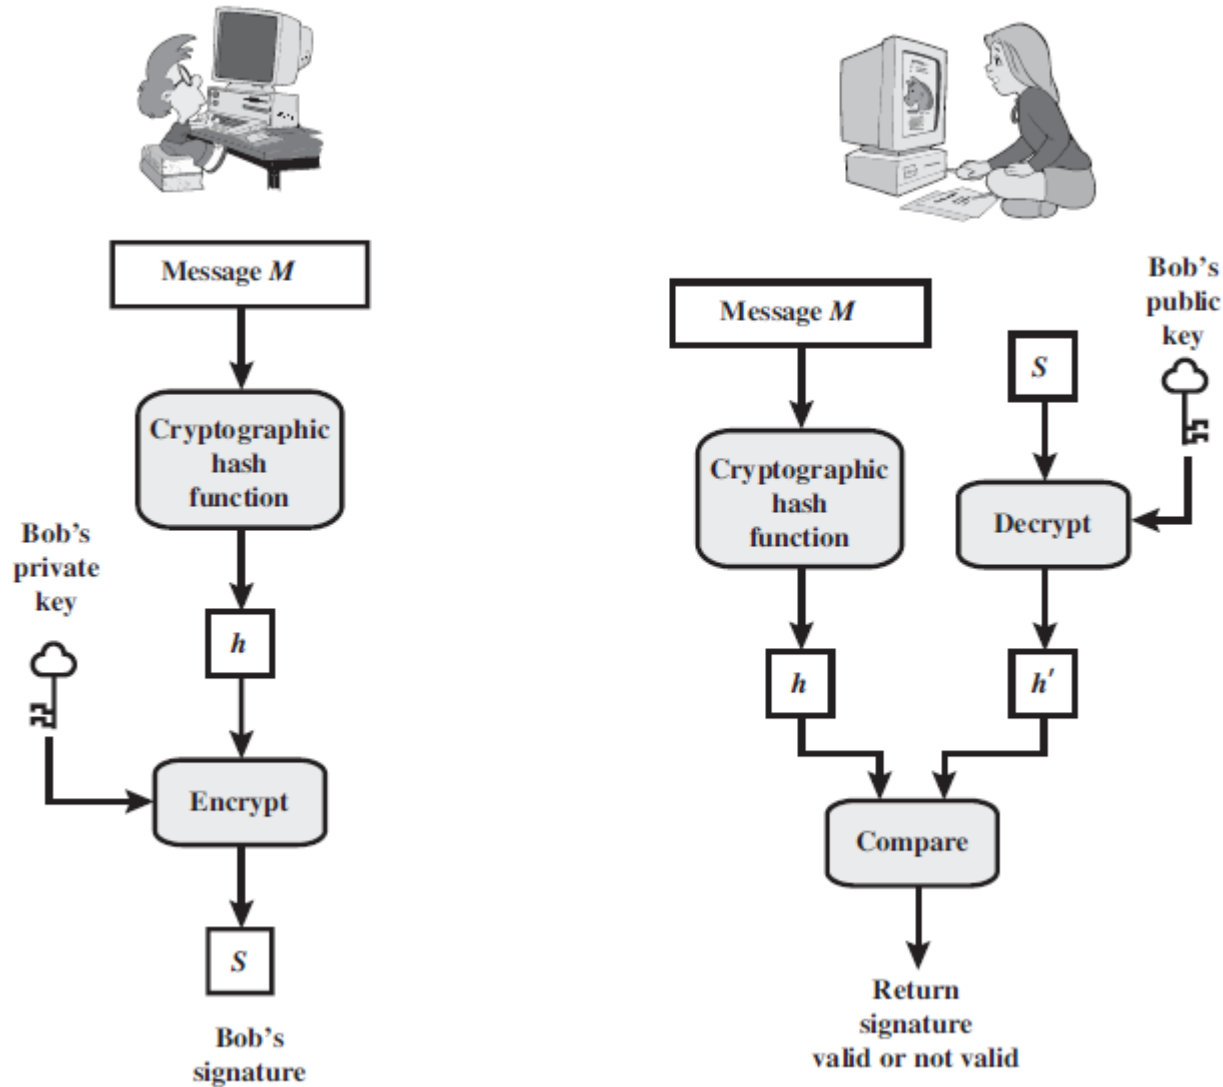 Message M
Cryptographic
hash
function
Bob's
private
key
h
Encrypt
S
Bob's
signature
Message M
Bob's
public
key
S
Cryptographic
hash
function
Decrypt
h
h′
Compare
Return
signature
valid or not valid